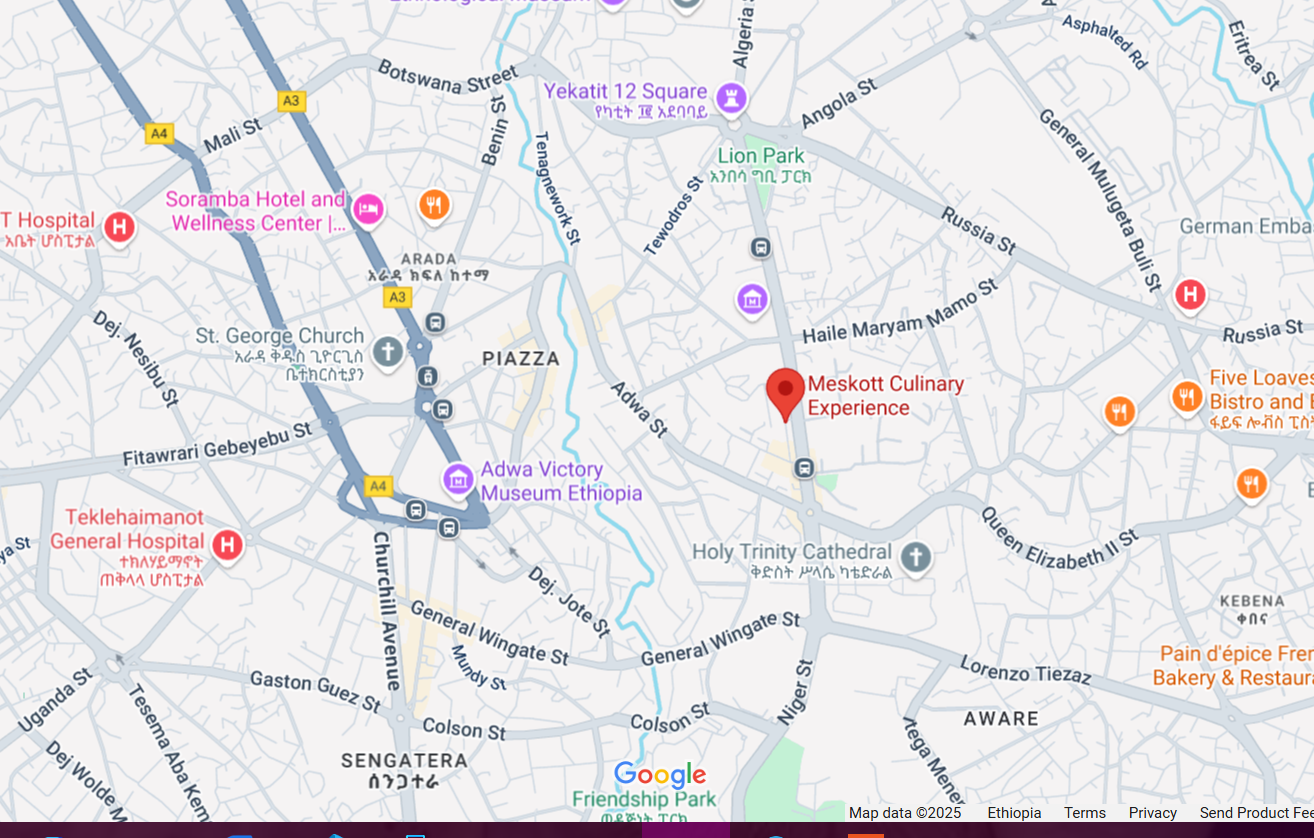 Algeria S
Asphalted Rd
Eritrea St
Botswana Street
Yekatit 12 Square
የካቲት ፲፪ አደባባይ
Angola St
A3
A4
Mali St
Benin St
Tenagnework St
General Mulugeta Buli St
Lion Park
አንበሳ ግቢ ፓርክ
Soramba Hotel and
Wellness Center |...
T Hospital
አቤት ሆስፒታል
H
Tewodros St
Russia St
German Emba
ARADA
አራዳ ክፍለ ከተማ
A3
H
Haile Maryam Mamo St
Russia St
Dej. Nesibu St
St. George Church
አራዳ ቅዱስ ጊዮርጊስ
ቤተክርስቲያን
PIAZZA
Adwa St
Meskott Culinary
Experience
Five Loaves
Bistro and B
ፋይፍ ሎቭስ ቢስት
Fitawrari Gebeyebu St
A4
Adwa Victory
Museum Ethiopia
Teklehaimanot
General Hospital
ተክለሃይማኖት
ጠቅላላ ሆስፒታል
H
ya St
Queen Elizabeth II St
Holy Trinity Cathedral
ቅድስት ሥላሴ ካቴድራል
Churchill Avenue
Dej. Jote St
General Wingate St
General Wingate St
KEBENA
ቀበና
Mundy St
Niger St
Lorenzo Tiezaz
Pain d'épice Fren
Bakery & Restaura
Gaston Guez St
Uganda St
Tesema Aba Kem
Colson St
Colson St
AWARE
Dej Wolde M
SENGATERA
ሰንጋተራ
Google
Friendship Park
ወዳጅነት ፓርክ
Map data ©2025 Ethiopia Terms Privacy Send Product Fee